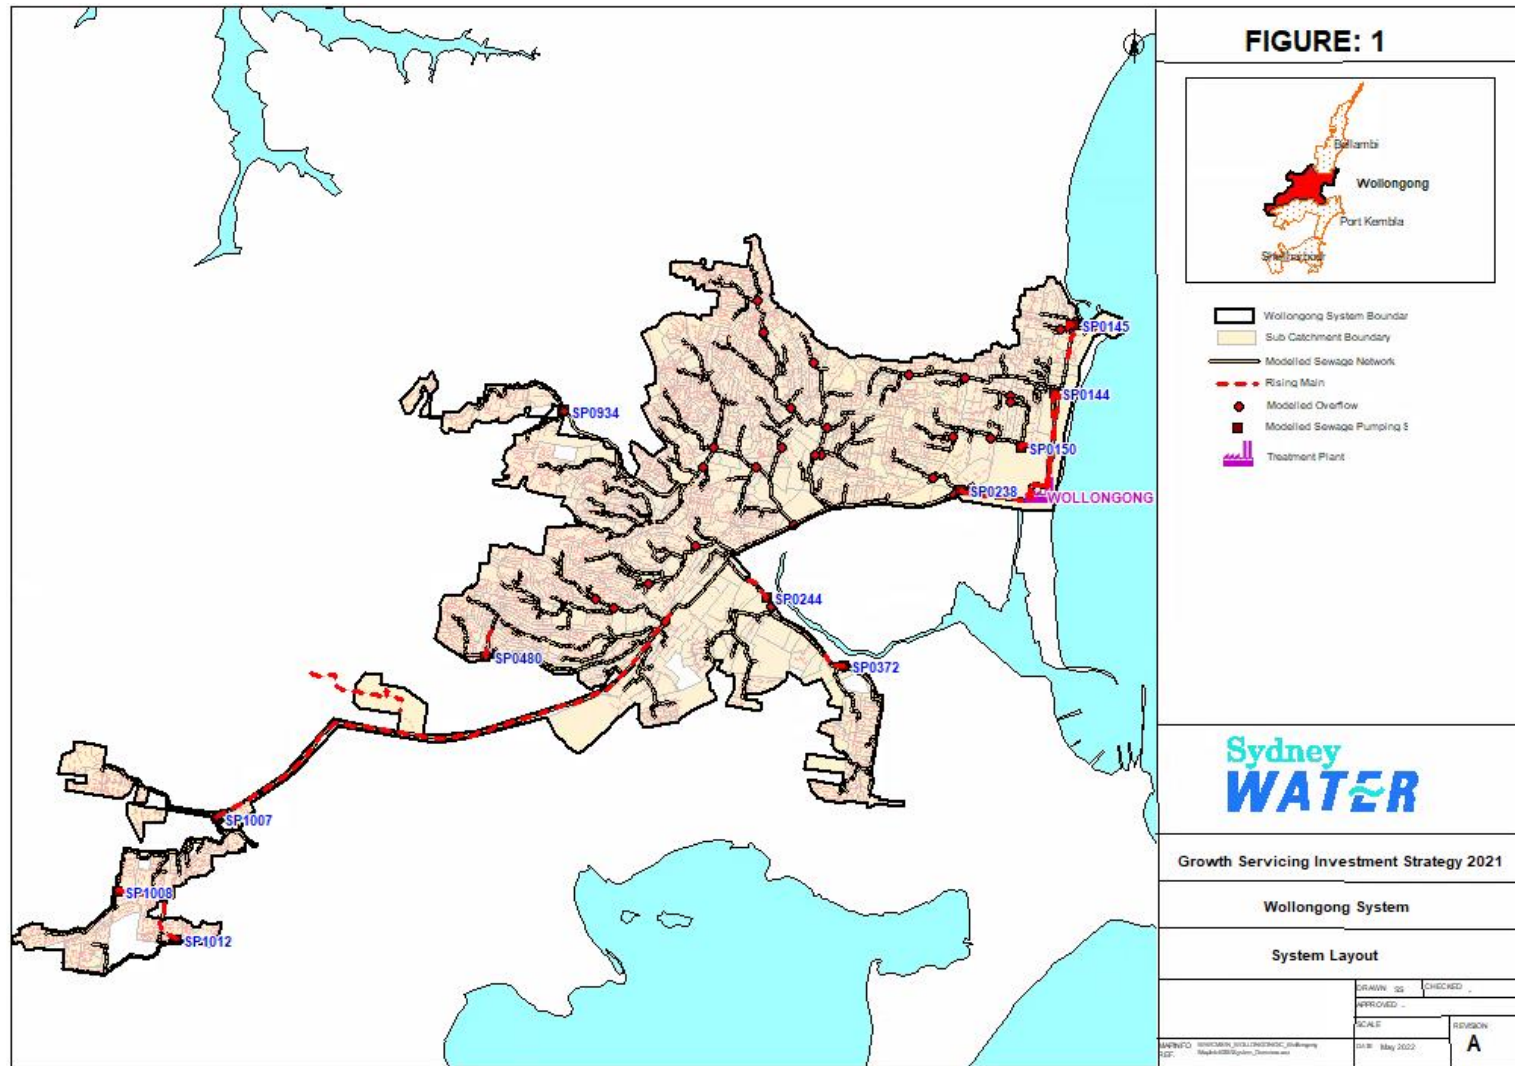 FIGURE: 1
Bellambi
Wollongong
Port Kembla
Shellharbour
Wollongong System Boundar
Sub Catchment Boundary
Modelled Sewage Network
Rising Main
Modelled Overflow
Modelled Sewage Pumping S
Treatment Plant
SP0145
SP0144
SP0934
SP0150
SP0238
WOLLONGONG
SP0244
SP0480
SP0372
SP1007
SP1008
SP1012
Sydney
WATER
Growth Servicing Investment Strategy 2021
Wollongong System
System Layout
DRAWN SS CHECKED .
APPROVED .
SCALE
REVISION
MAPINFO
REF.
DATE May 2022
A